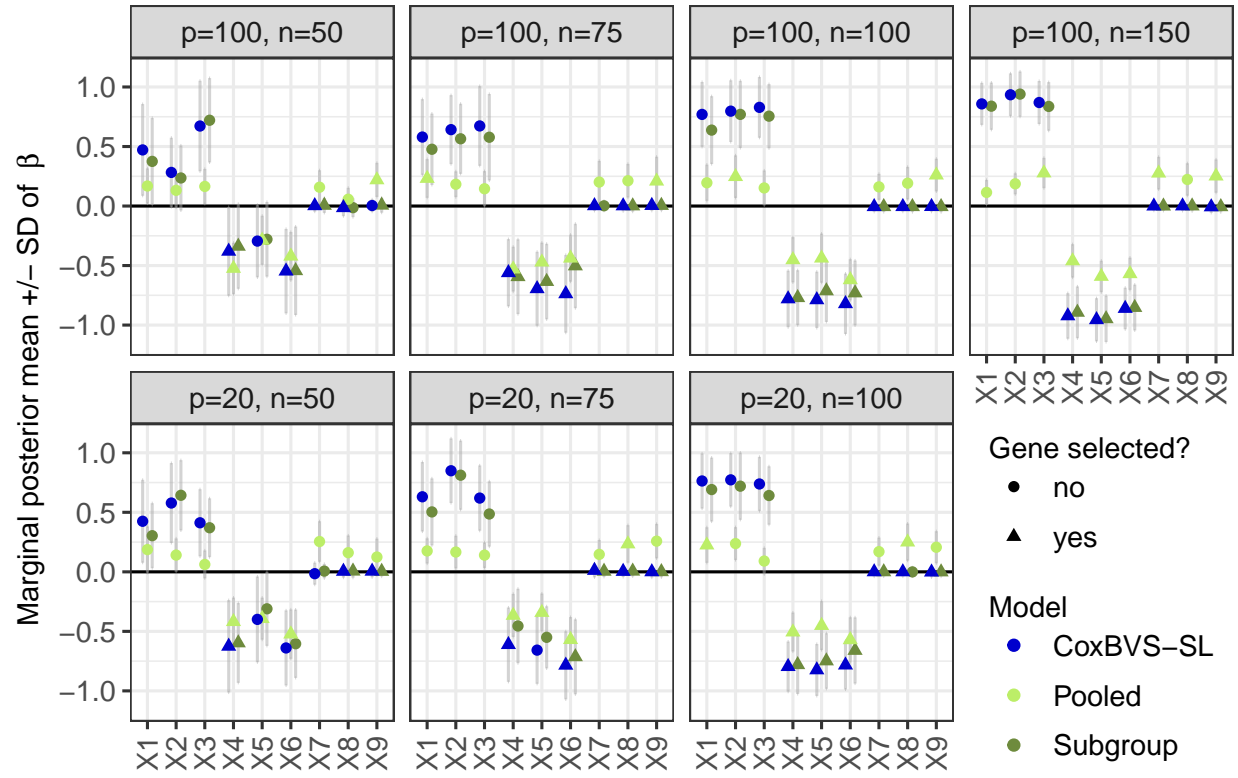 p=100, n=50 p=100, n=75 p=100, n=100 p=100, n=150
1.0
0.5
0.0
−0.5
−1.0
X1 X2 X3 X4 X5 X6 X7 X8 X9
p=20, n=50 p=20, n=75 p=20, n=100
1.0
0.5
0.0
−0.5
−1.0
X1 X2 X3 X4 X5 X6 X7 X8 X9 X1 X2 X3 X4 X5 X6 X7 X8 X9 X1 X2 X3 X4 X5 X6 X7 X8 X9
Marginal posterior mean +/− SD of β
Gene selected?
no
yes
Model
CoxBVS−SL
Pooled
Subgroup